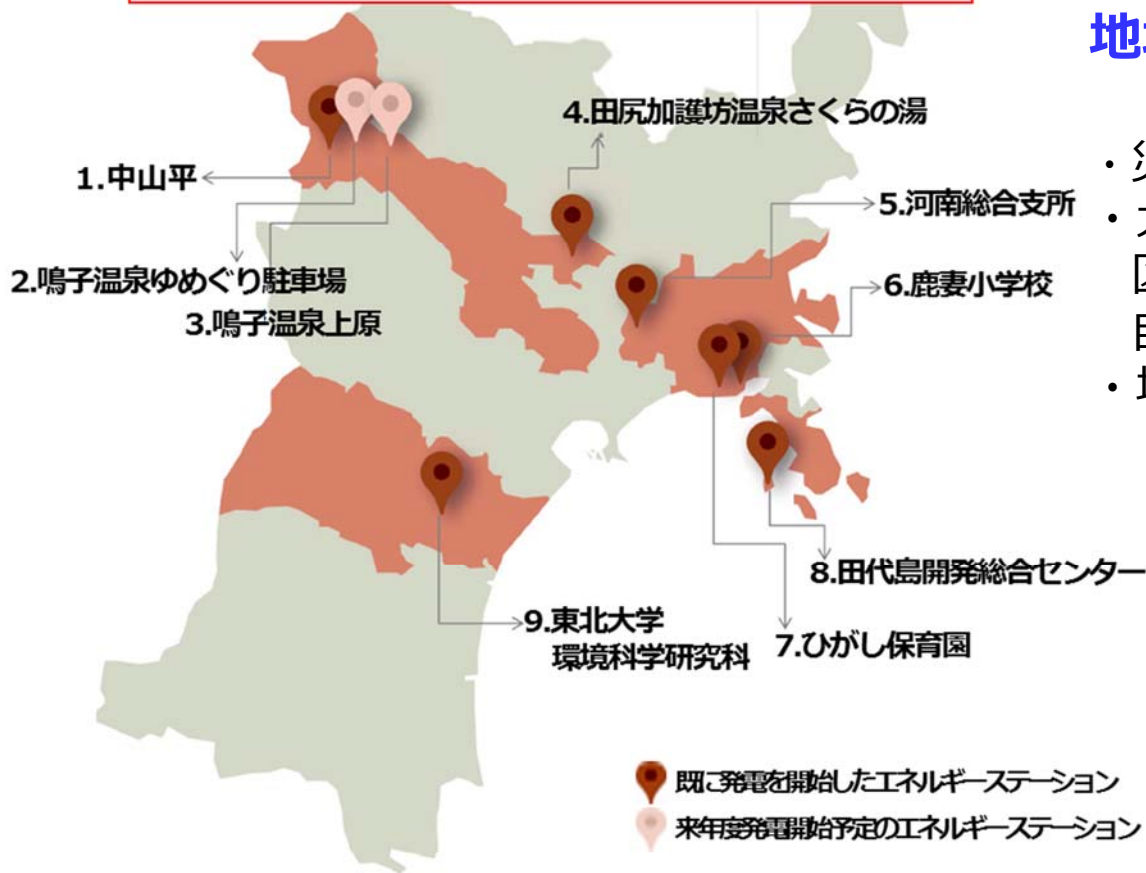 地
・災
4.田尻加護坊温泉さくらの湯
1.中山平
5.河南総合支所
2.鳴子温泉ゆめぐり駐車場
6.鹿妻小学校
3.鳴子温泉上原
8.田代島開発総合センター
9.東北大学
環境科学研究科
7.ひがし保育園
既に発電を開始したエネルギーステーション
来年度発電開始予定のエネルギーステーション